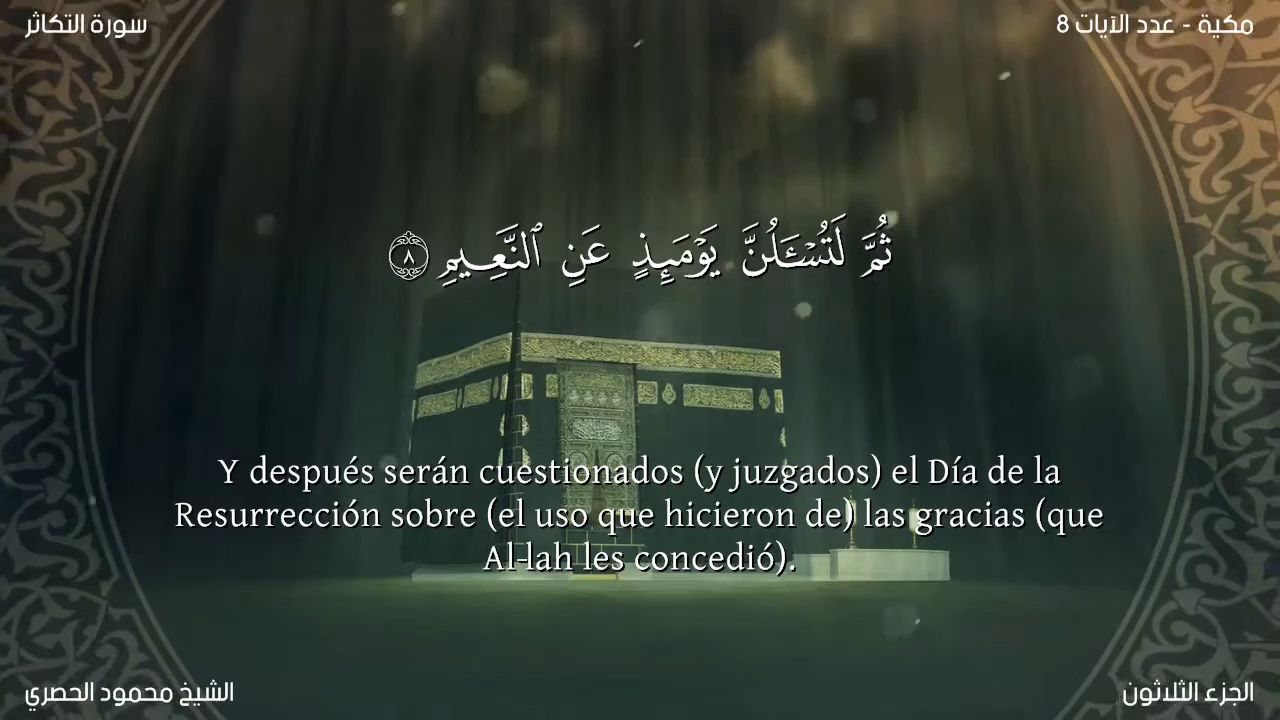 سورة التكاثر
مكية - عدد الآيات 8
ثُمَّ لَتُسْـَٔلُنَّ يَوْمَئِذٍ عَنِ ٱلنَّعِيمِ ٨
Y después serán cuestionados (y juzgados) el Día de la
Resurrección sobre (el uso que hicieron de) las gracias (que
Al-lah les concedió).
الشيخ محمود الحصري
الجزء الثلاثون